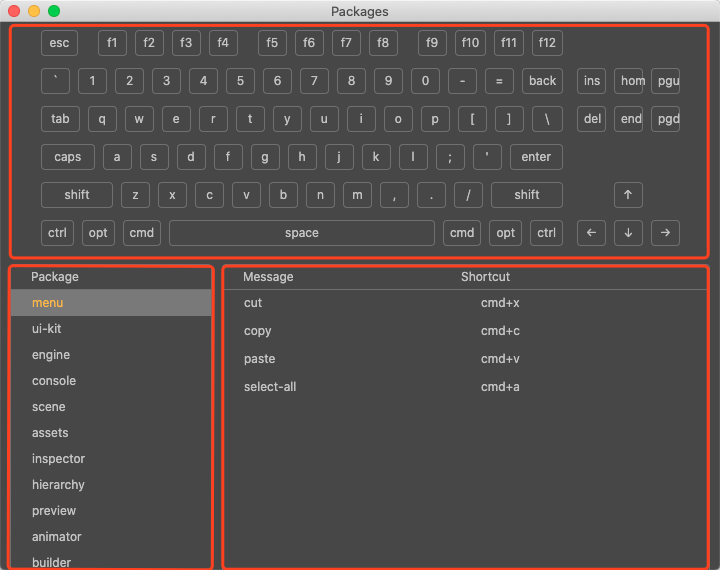 Packages
esc f1 f2 f3 f4 f5 f6 f7 f8 f9 f10 f11 f12
` 1 2 3 4 5 6 7 8 9 0 - = back ins hom pgu
tab q w e r t y u i o p [ ] \ del end pgd
caps a s d f g h j k l ; ' enter
shift z x c v b n m , . / shift ↑
ctrl opt cmd space cmd opt ctrl ← ↓ →
Package Message Shortcut
menu cut cmd+x
ui-kit copy cmd+c
engine paste cmd+v
console select-all cmd+a
scene
assets
inspector
hierarchy
preview
animator
builder